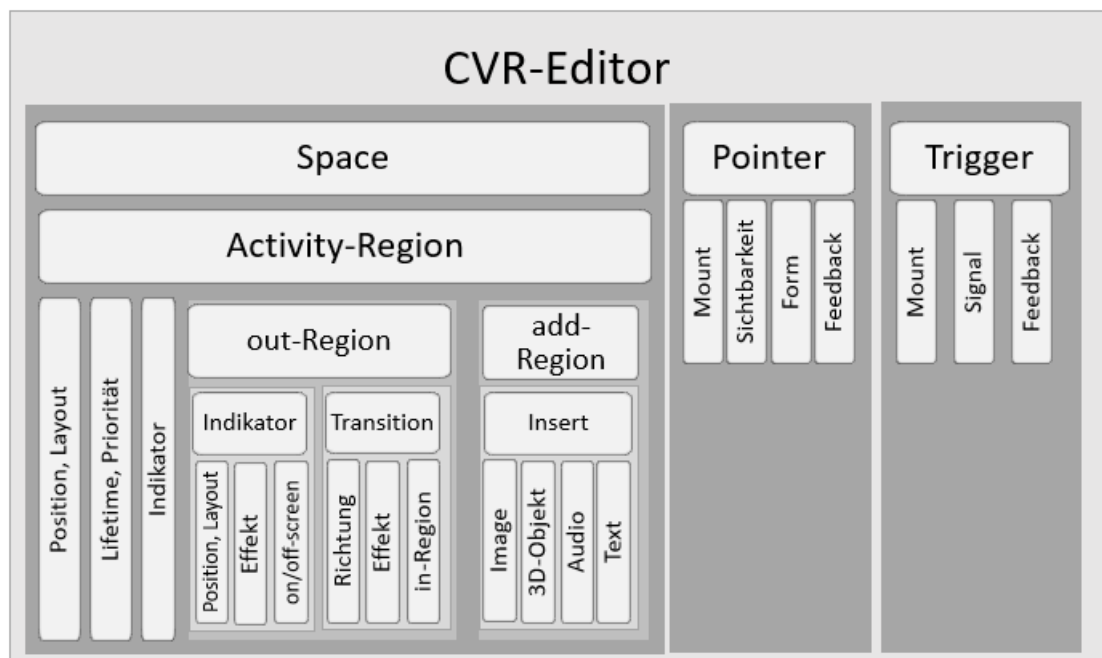 CVR-Editor
Space
Pointer
Trigger
Activity-Region
Mount
Sichtbarkeit
Form
Feedback
Mount
Signal
Feedback
Position, Layout
Lifetime, Priorität
Indikator
out-Region
add-
Region
Indikator
Transition
Insert
Position, Layout
Effekt
on/off-screen
Richtung
Effekt
in-Region
Image
3D-Objekt
Audio
Text